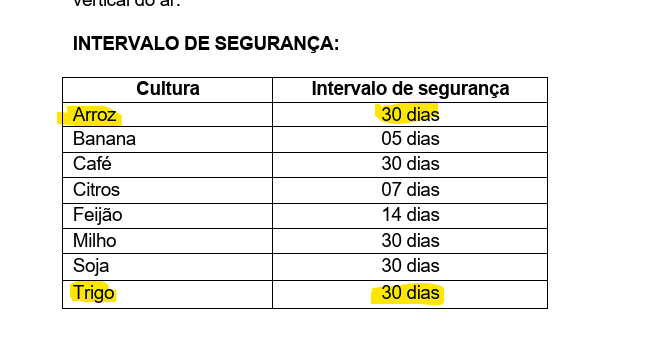 vertical do ar.
INTERVALO DE SEGURANÇA:
Cultura Intervalo de segurança
Arroz 30 dias
Banana 05 dias
Café 30 dias
Citros 07 dias
Feijão 14 dias
Milho 30 dias
Soja 30 dias
Trigo 30 dias